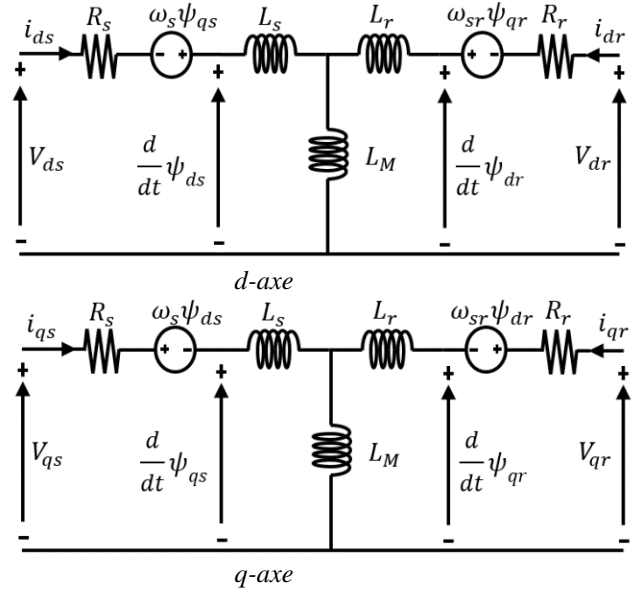 i_ds R_s ω_s ψ_qs L_s L_r ω_sr ψ_qr R_r i_dr
+ - + + + - - + +
V_ds d/dt ψ_ds L_M d/dt ψ_dr V_dr
- - - -
d-axe
i_qs R_s ω_s ψ_ds L_s L_r ω_sr ψ_dr R_r i_qr
+ + - + + - + +
V_qs d/dt ψ_qs L_M d/dt ψ_qr V_qr
- - - -
q-axe